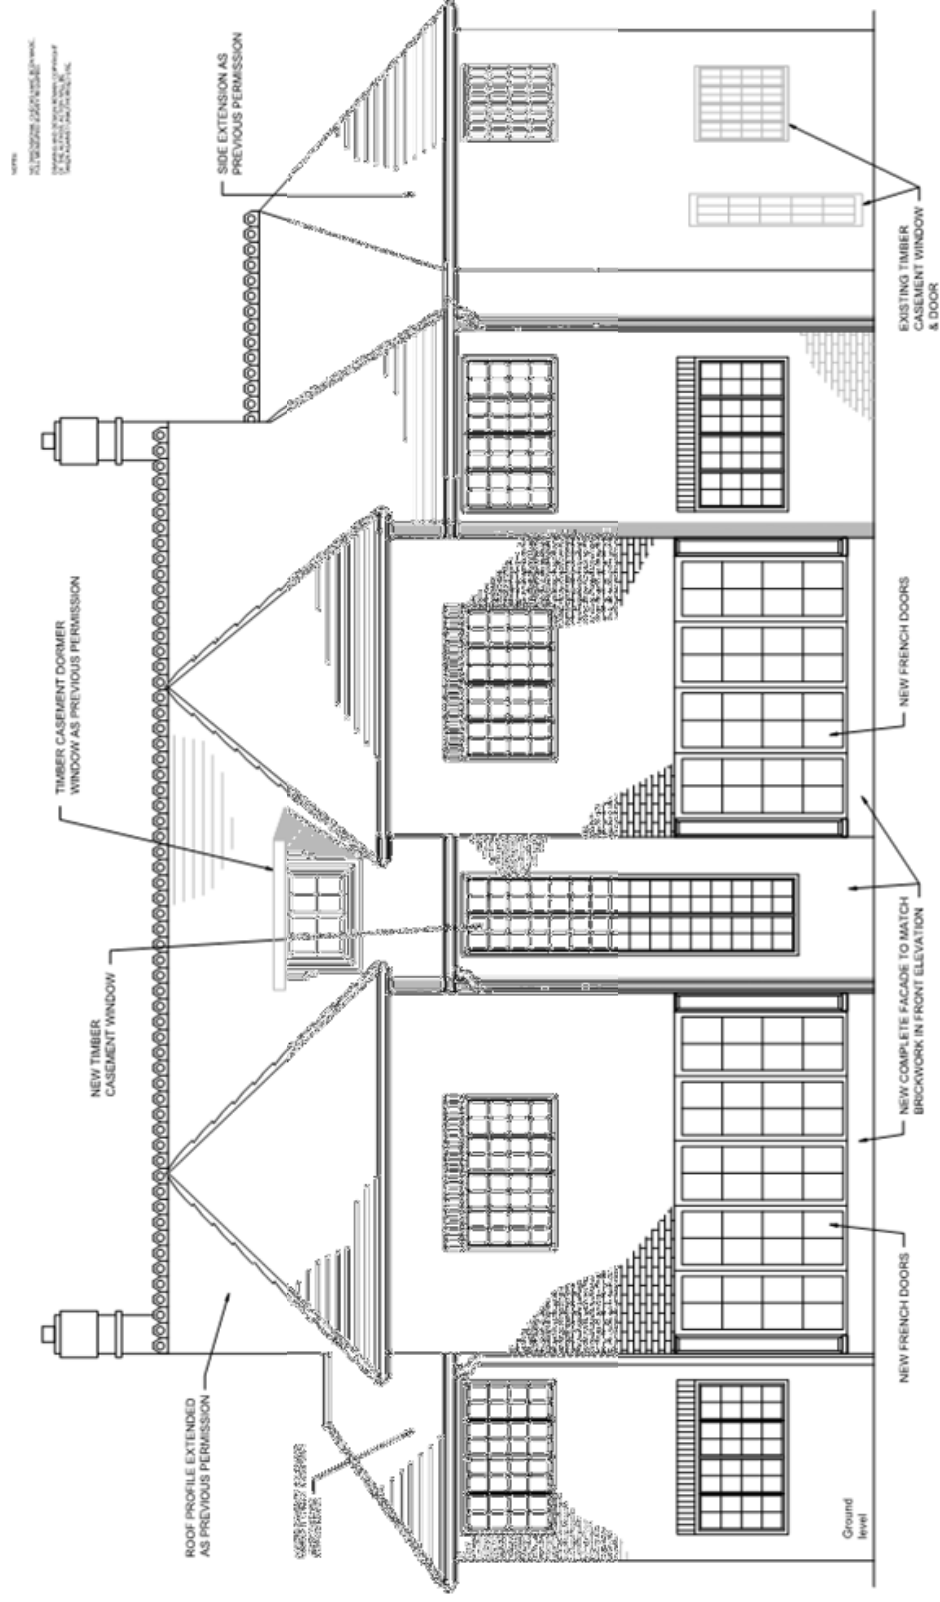 NOTES:
TIMBER CASEMENT DORMER
WINDOW AS PREVIOUS PERMISSION
SIDE EXTENSION AS
PREVIOUS PERMISSION
NEW TIMBER
CASEMENT WINDOW
ROOF PROFILE EXTENDED
AS PREVIOUS PERMISSION
Ground
level
NEW FRENCH DOORS
NEW COMPLETE FACADE TO MATCH
BRICKWORK IN FRONT ELEVATION
NEW FRENCH DOORS
EXISTING TIMBER
CASEMENT WINDOW
& DOOR